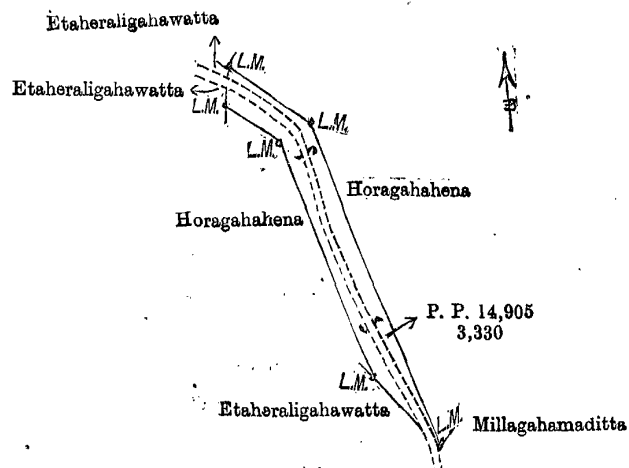 Etaheraligahawatta
L.M.
Etaheraligahawatta
L.M.
L.M.
L.M.
Horagahahena
Horagahahena
P. P. 14,905
3,330
L.M.
Etaheraligahawatta
L.M.
Millagahamaditta